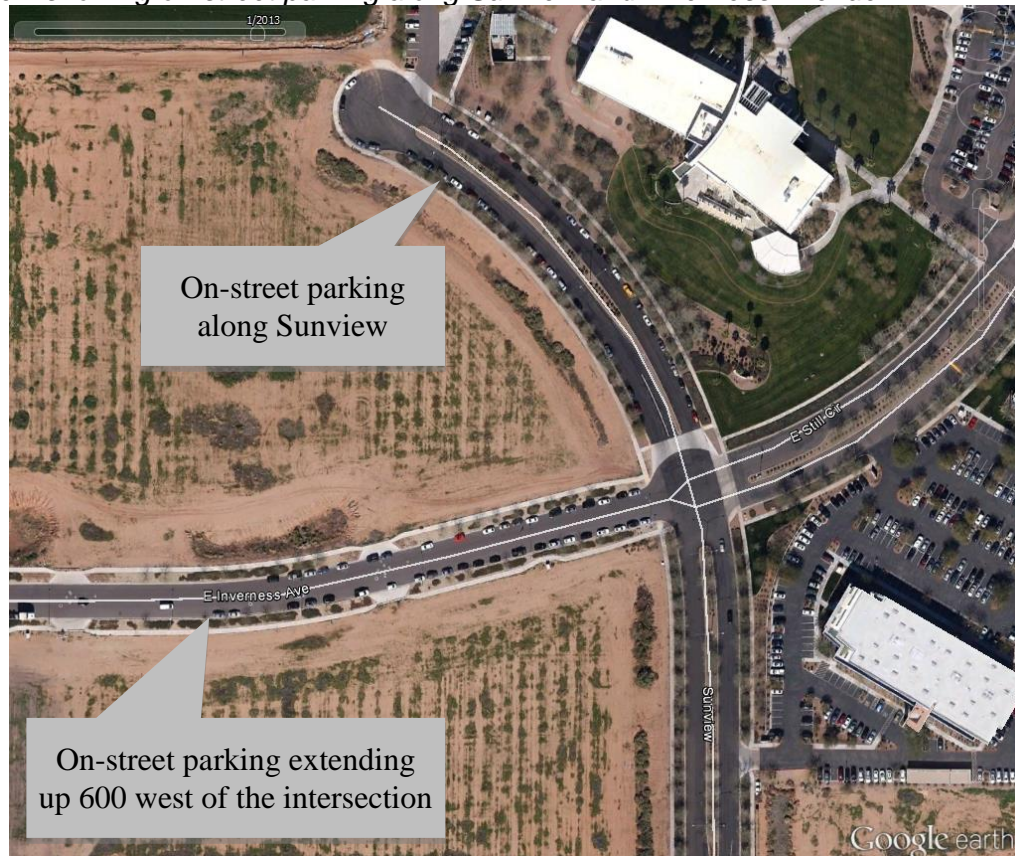 1/2013
On-street parking
along Sunview
E Still Cir
E Inverness Ave
Sunview
On-street parking extending
up 600 west of the intersection
Google earth